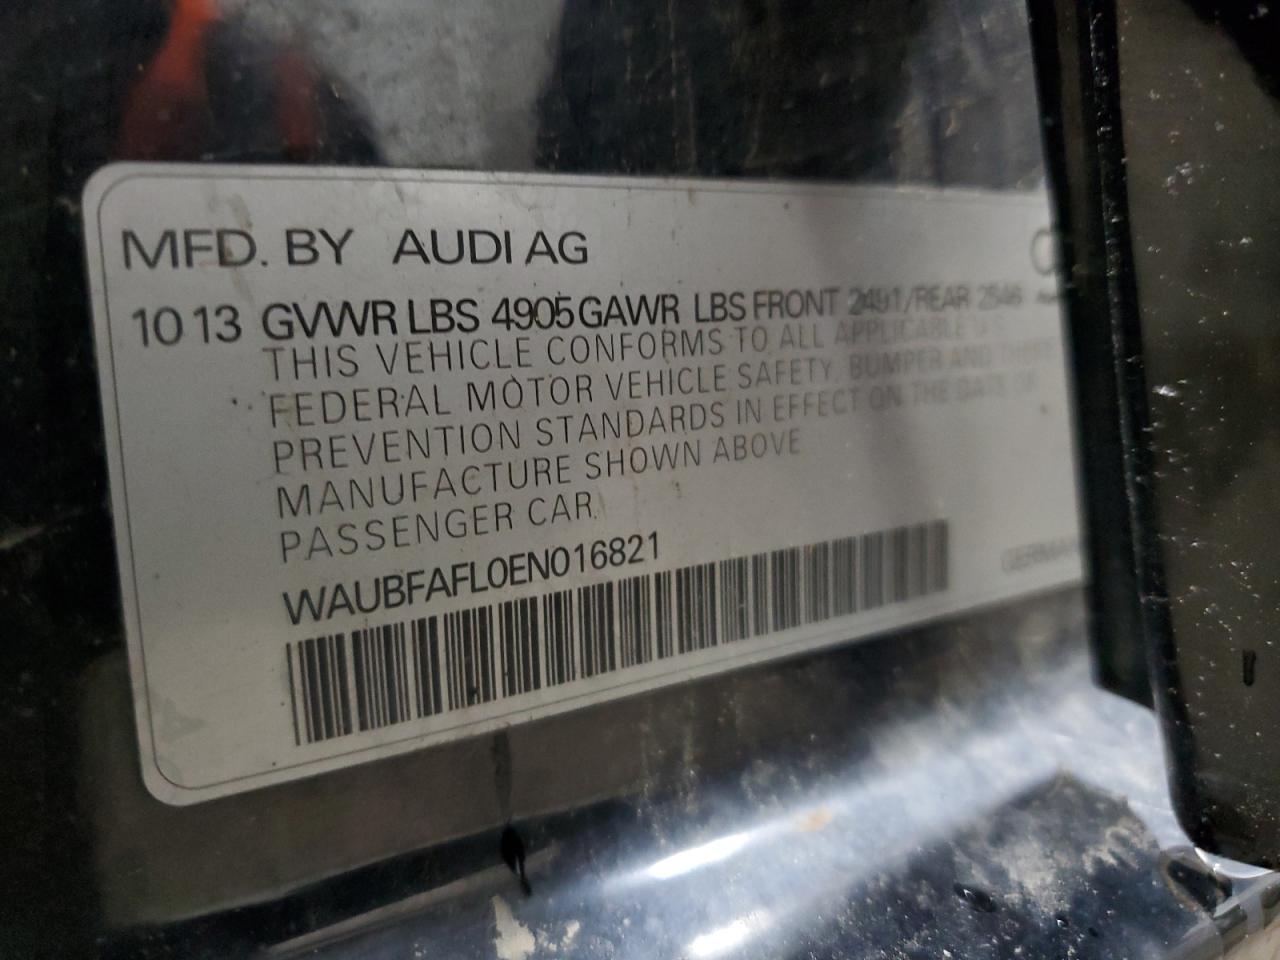 MFD. BY AUDI AG
10 13 GVWR LBS 4905 GAWR LBS FRONT 2491/REAR 2546
THIS VEHICLE CONFORMS TO ALL APPLICABLE U.S.
FEDERAL MOTOR VEHICLE SAFETY, BUMPER AND THEFT
PREVENTION STANDARDS IN EFFECT ON THE DATE OF
MANUFACTURE SHOWN ABOVE
PASSENGER CAR.
WAUBFAFL0EN016821